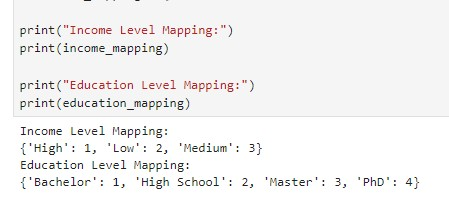 print("Income Level Mapping:")
print(income_mapping)
print("Education Level Mapping:")
print(education_mapping)
Income Level Mapping:
{'High': 1, 'Low': 2, 'Medium': 3}
Education Level Mapping:
{'Bachelor': 1, 'High School': 2, 'Master': 3, 'PhD': 4}